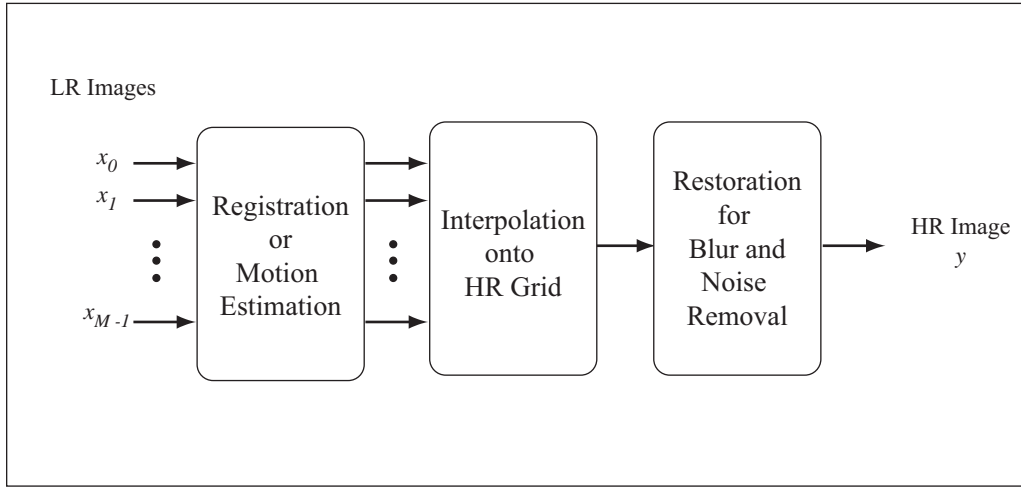 LR Images
x0
x1
xM-1
Registration
or
Motion
Estimation
Interpolation
onto
HR Grid
Restoration
for
Blur and
Noise
Removal
HR Image
y